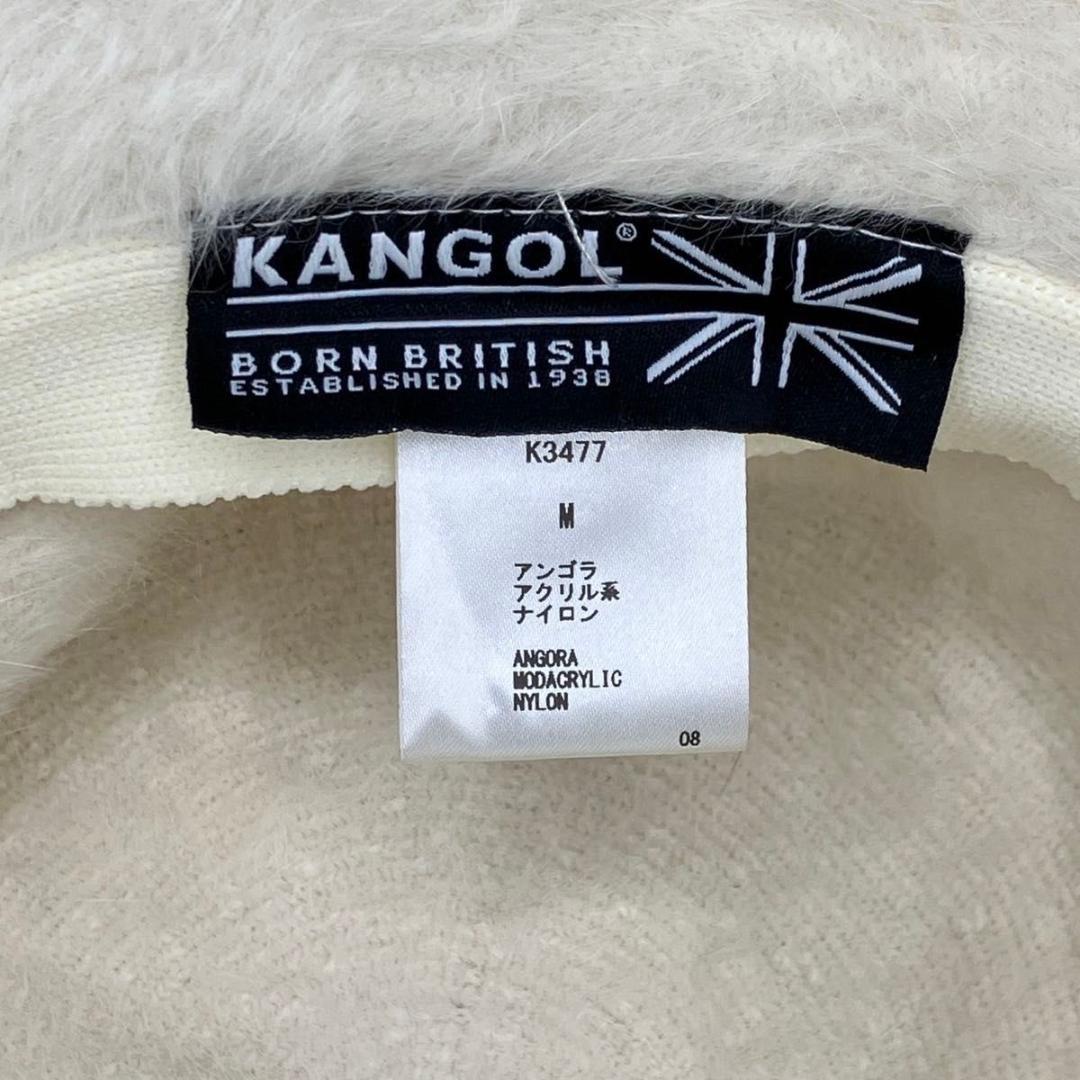 KANGOL®
BORN BRITISH
ESTABLISHED IN 1938
K3477
M
アンゴラ
アクリル系
ナイロン
ANGORA
MODACRYLIC
NYLON
08